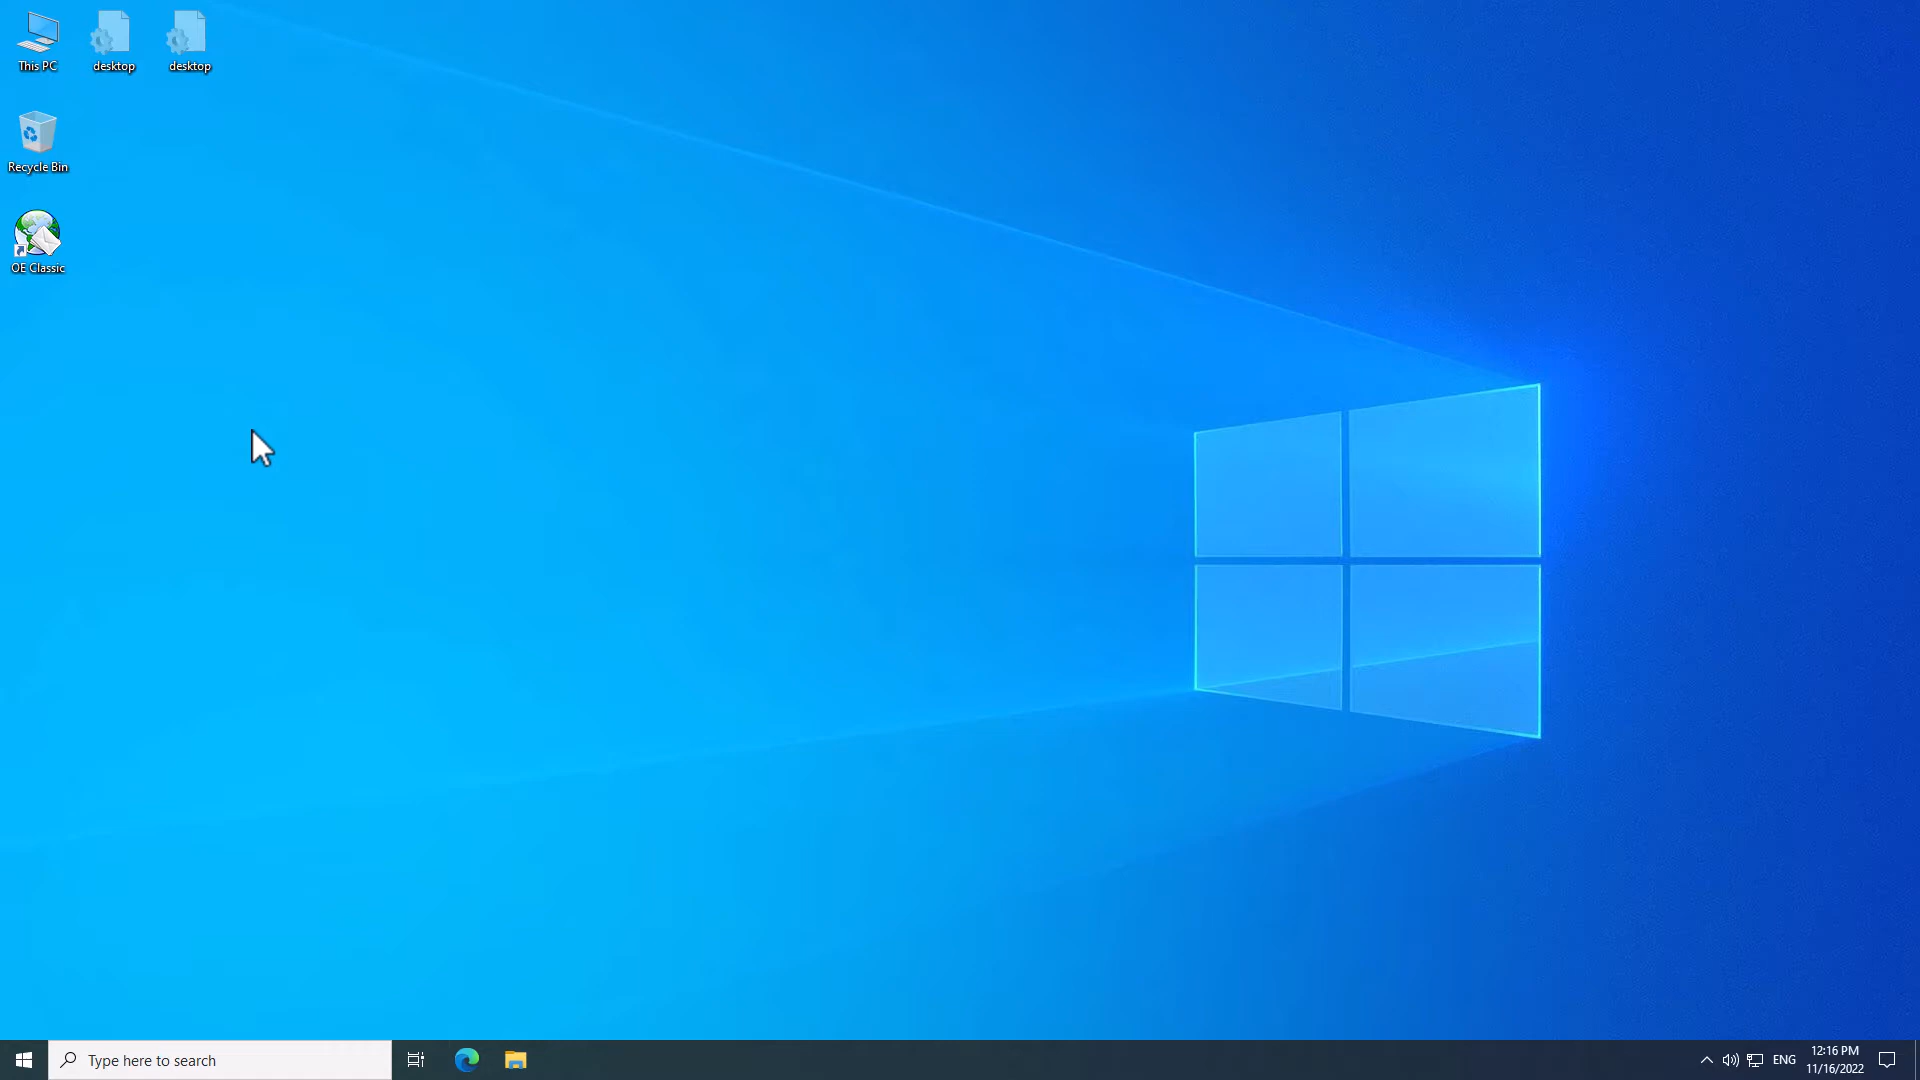 This PC
desktop
desktop
Recycle Bin
OE Classic
Type here to search
ENG
12:16 PM
11/16/2022